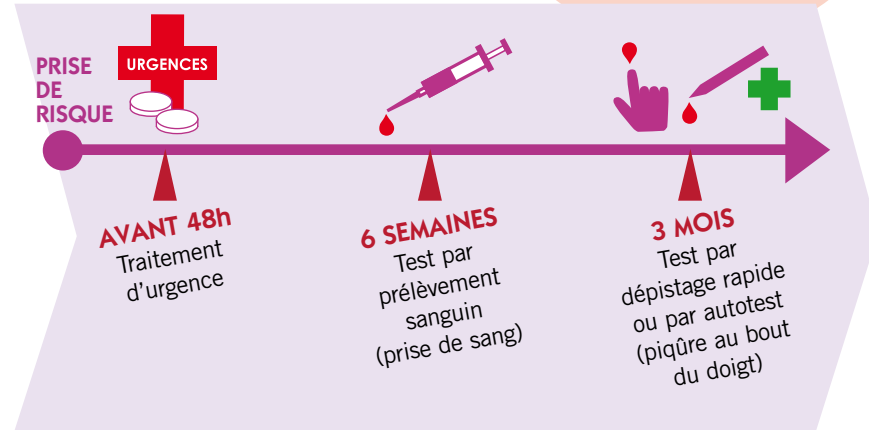 PRISE
DE
RISQUE
URGENCES
AVANT 48h
Traitement
d’urgence
6 SEMAINES
Test par
prélèvement
sanguin
(prise de sang)
3 MOIS
Test par
dépistage rapide
ou par autotest
(piqûre au bout
du doigt)